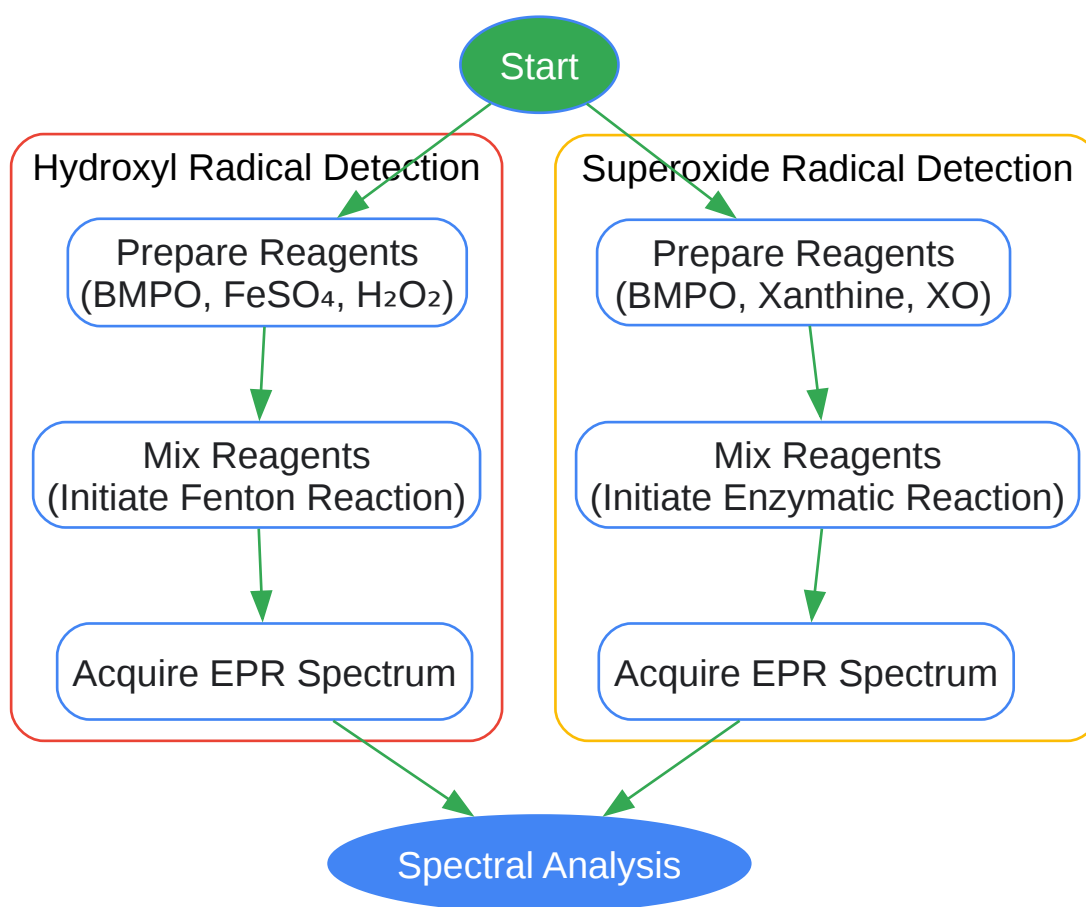 Start
Hydroxyl Radical Detection
Prepare Reagents
(BMPO, FeSO₄, H₂O₂)
Mix Reagents
(Initiate Fenton Reaction)
Acquire EPR Spectrum
Superoxide Radical Detection
Prepare Reagents
(BMPO, Xanthine, XO)
Mix Reagents
(Initiate Enzymatic Reaction)
Acquire EPR Spectrum
Spectral Analysis